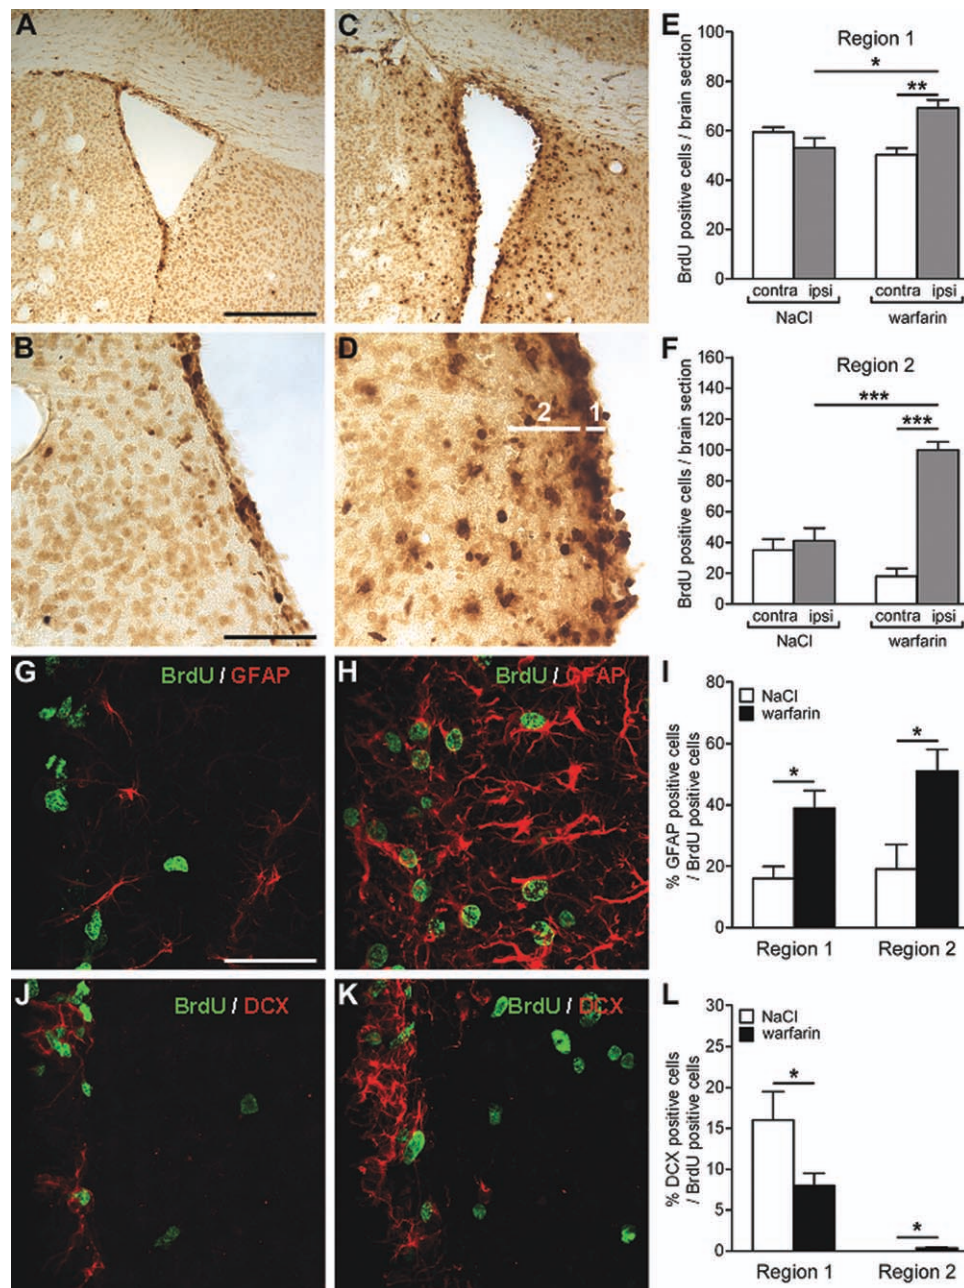 A
C
E
Region 1
BrdU positive cells / brain section
100
80
60
40
20
0
*
**
contra ipsi contra ipsi
NaCl warfarin
B
D
2 1
F
Region 2
BrdU positive cells / brain section
160
140
120
100
80
60
40
20
0
***
***
contra ipsi contra ipsi
NaCl warfarin
G
BrdU / GFAP
H
BrdU / GFAP
I
% GFAP positive cells
/ BrdU positive cells
80
60
40
20
0
NaCl
warfarin
*
*
Region 1 Region 2
J
BrdU / DCX
K
BrdU / DCX
L
% DCX positive cells
/ BrdU positive cells
30
25
20
15
10
5
0
NaCl
warfarin
*
*
Region 1 Region 2